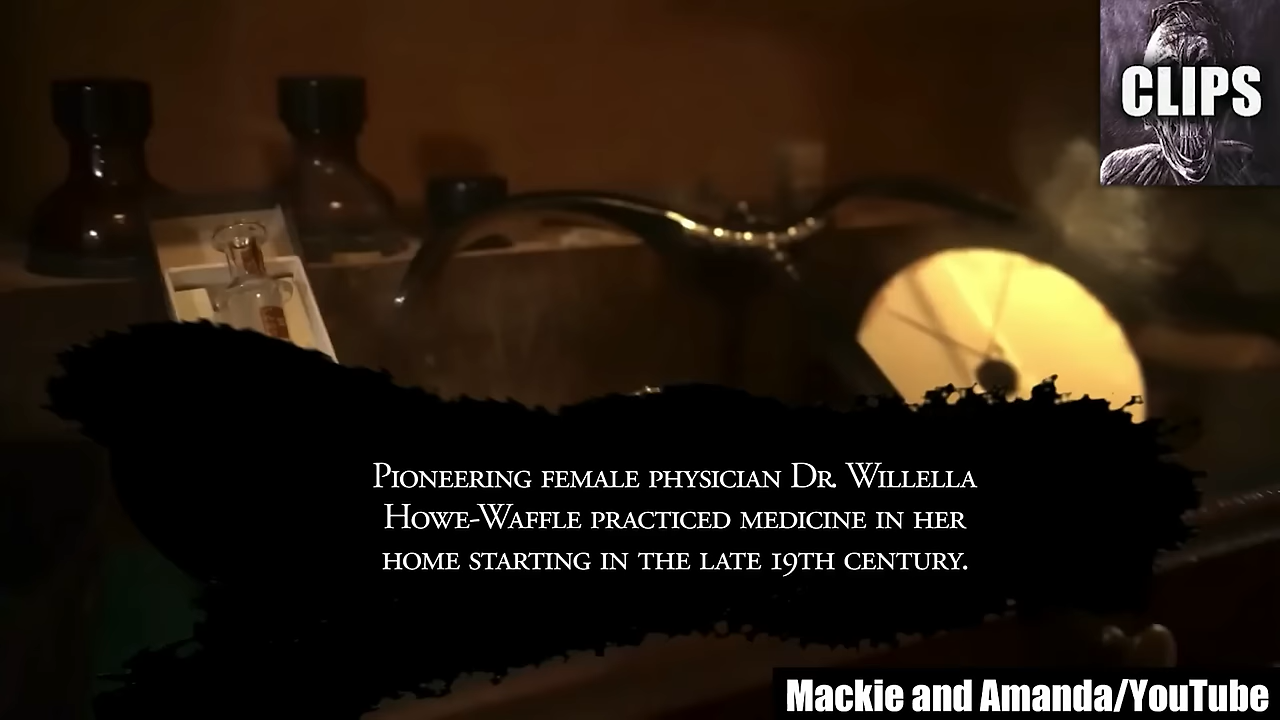 CLIPS
Pioneering female physician Dr. Willella
Howe-Waffle practiced medicine in her
home starting in the late 19th century.
Mackie and Amanda/YouTube